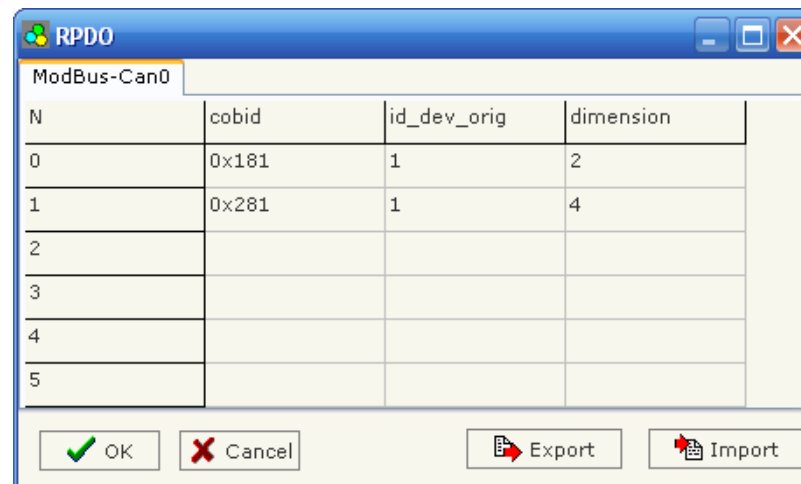 RPDO
ModBus-Can0
N cobid id_dev_orig dimension
0 0x181 1 2
1 0x281 1 4
2
3
4
5
OK Cancel Export Import